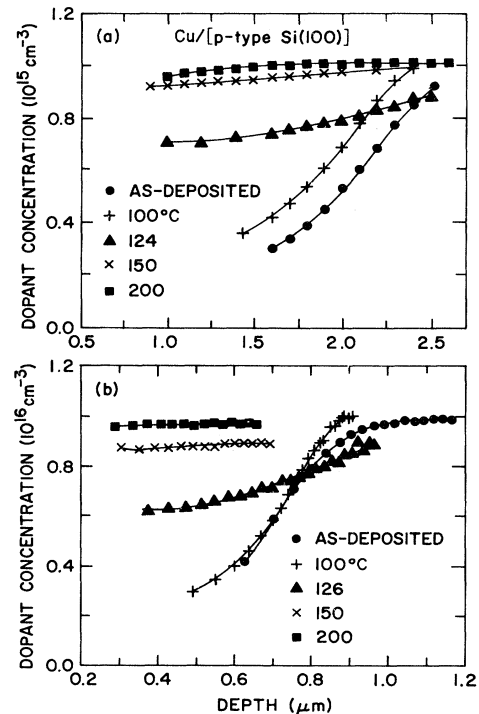 (a) Cu/[p-type Si(100)]
DOPANT CONCENTRATION (10¹⁵cm⁻³)
1.2
0.8
0.4
0.0
● AS-DEPOSITED
+ 100°C
▲ 124
× 150
■ 200
0.5 1.0 1.5 2.0 2.5
(b)
DOPANT CONCENTRATION (10¹⁶cm⁻³)
1.2
0.8
0.4
0.0
● AS-DEPOSITED
+ 100°C
▲ 126
× 150
■ 200
0.2 0.4 0.6 0.8 1.0 1.2
DEPTH (μm)